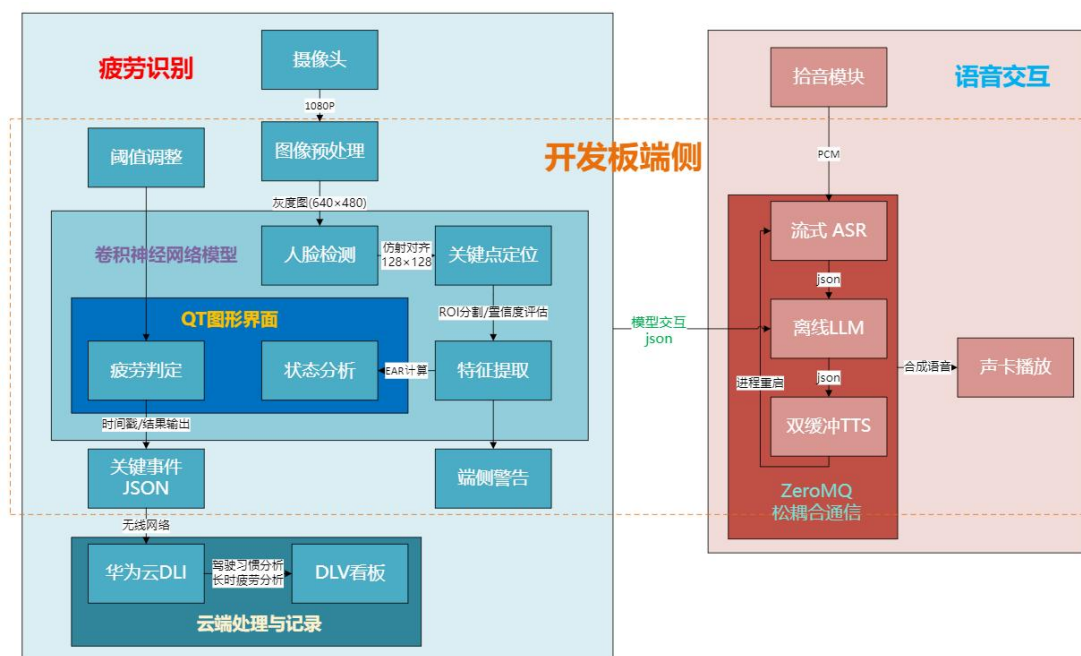 疲劳识别
摄像头
1080P
阈值调整
图像预处理
灰度图(640×480)
卷积神经网络模型
人脸检测
仿射对齐
128×128
关键点定位
ROI分割/置信度评估
QT图形界面
疲劳判定
状态分析
EAR计算
特征提取
时间戳/结果输出
关键事件
JSON
端侧警告
无线网络
华为云DLI
驾驶习惯分析
长时疲劳分析
DLV看板
云端处理与记录
开发板端侧
模型交互
json
语音交互
拾音模块
PCM
流式 ASR
json
离线LLM
进程重启
json
合成语音
声卡播放
双缓冲TTS
ZeroMQ
松耦合通信